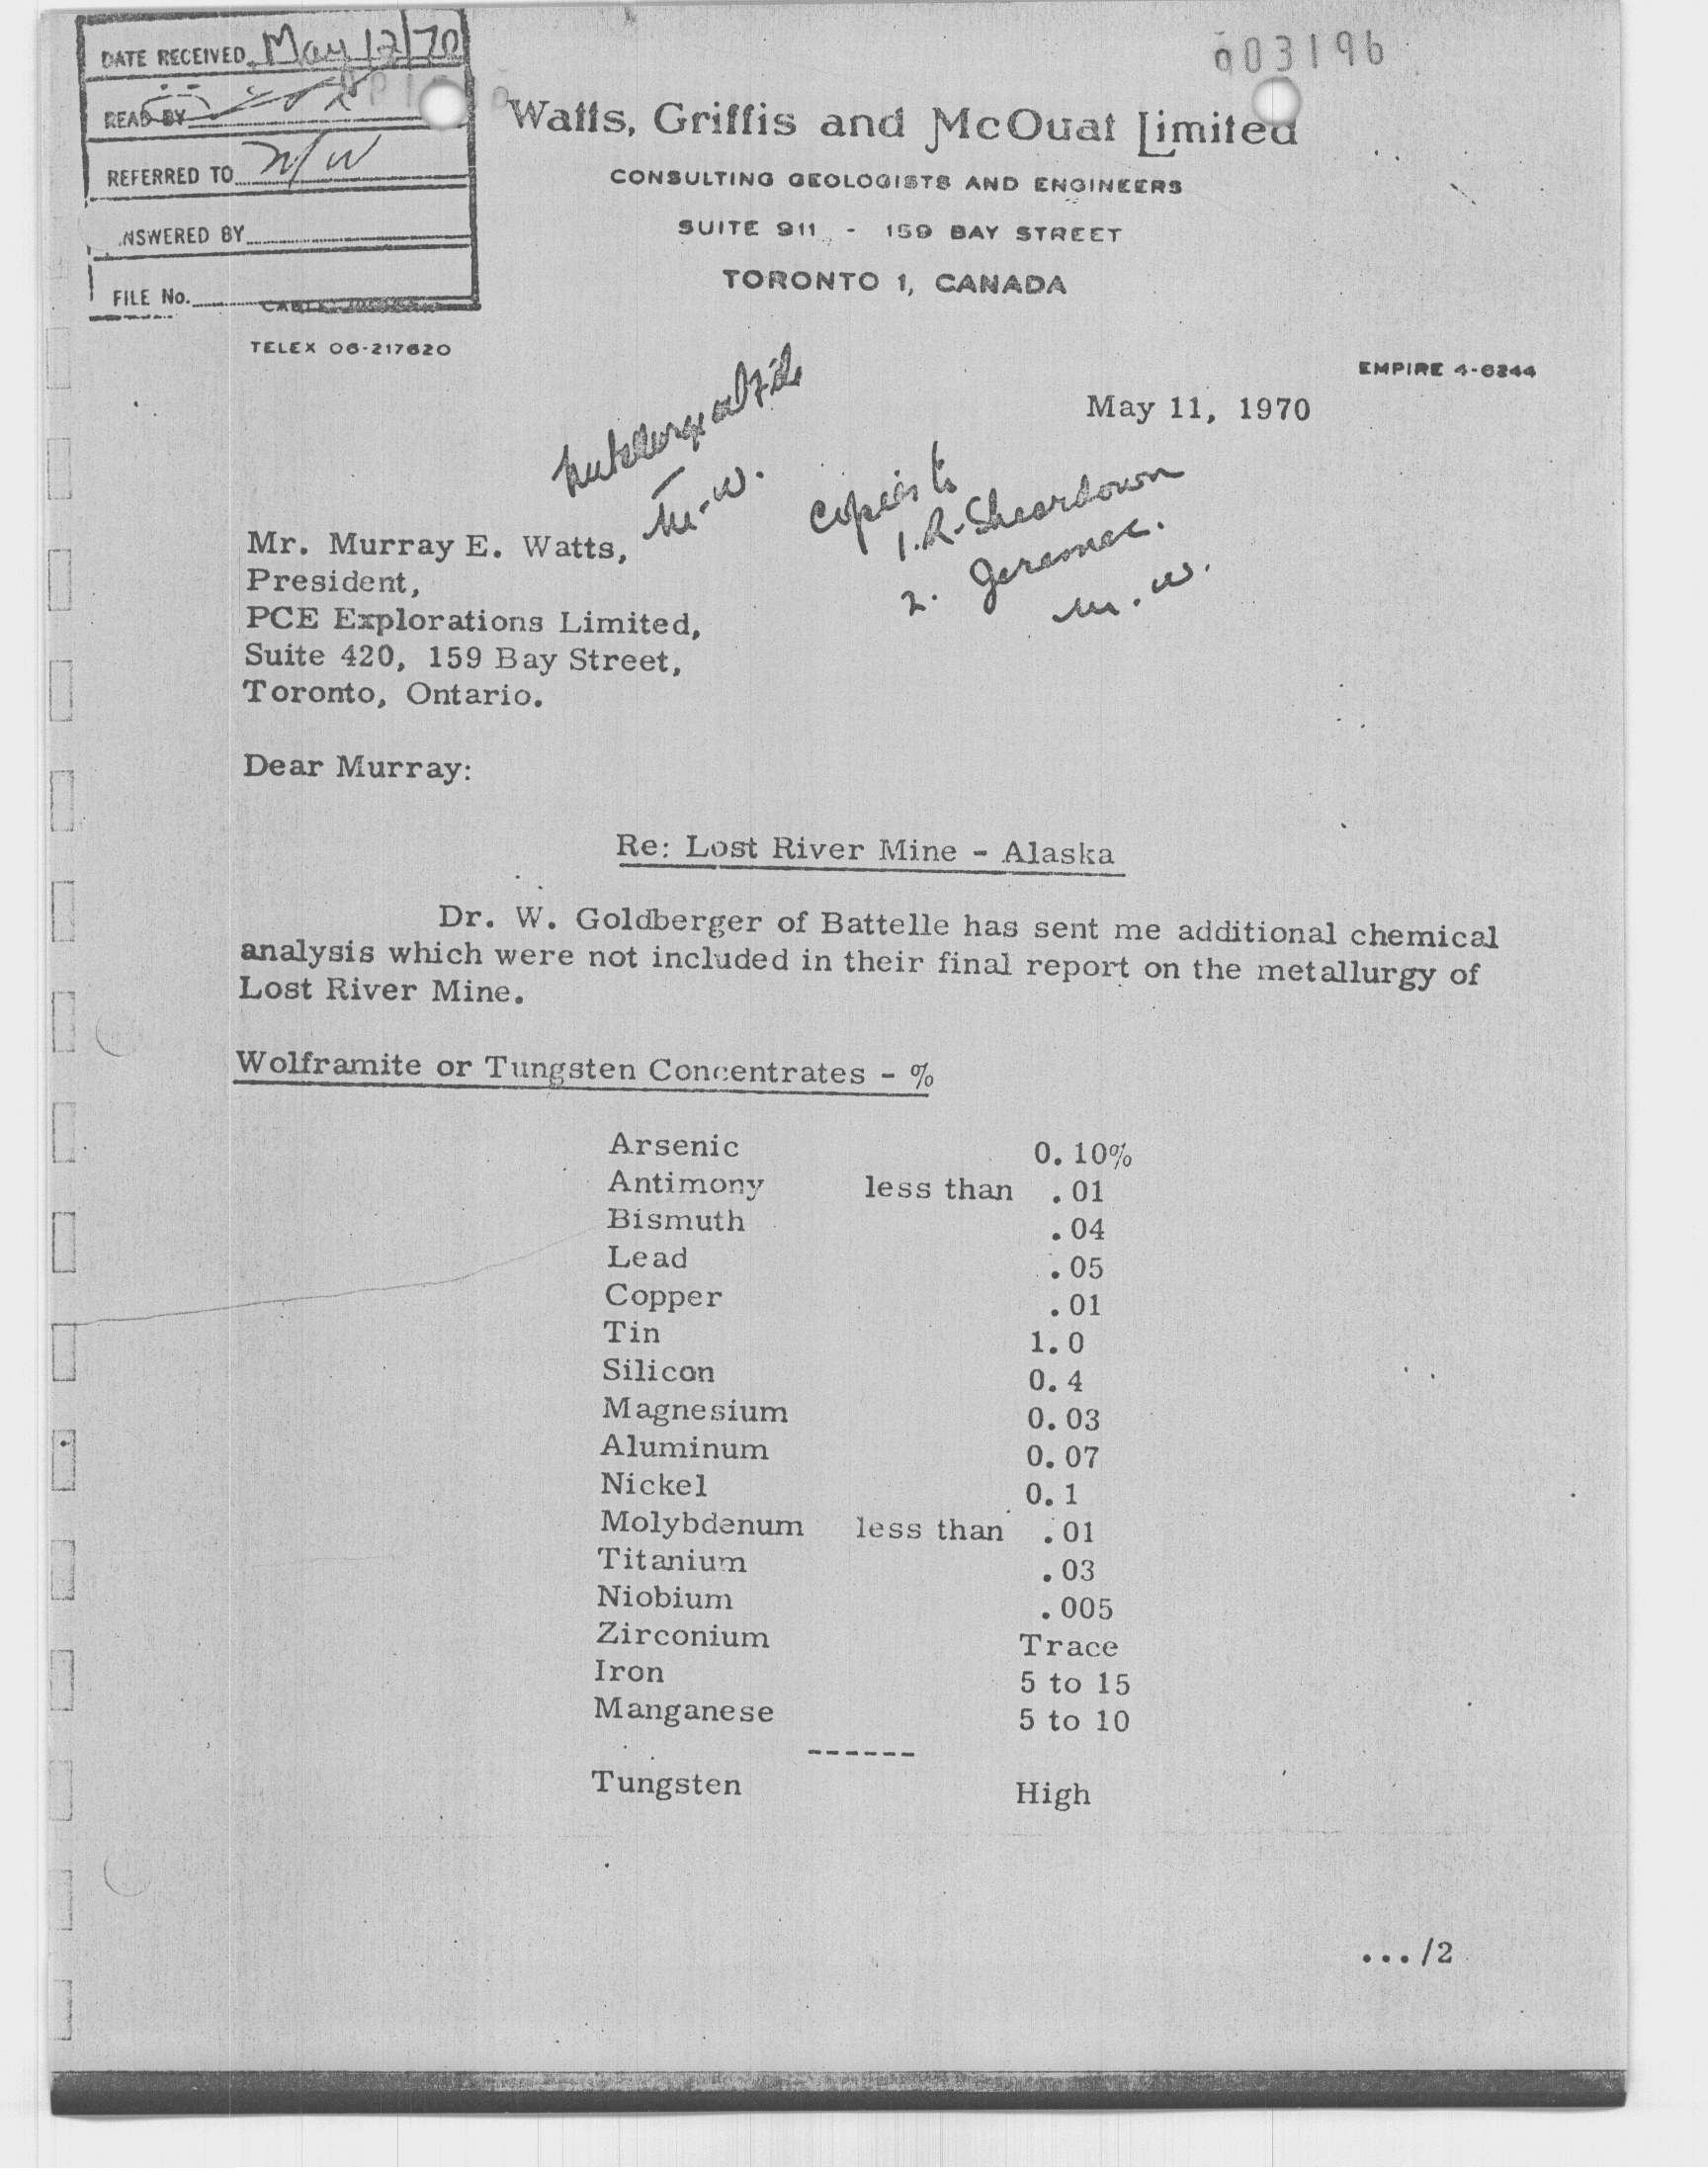 DATE RECEIVED May 12/70
READ BY
REFERRED TO M/W
ANSWERED BY
FILE No.
003196
Watts, Griffis and McOuat Limited
CONSULTING GEOLOGISTS AND ENGINEERS
SUITE 911 - 159 BAY STREET
TORONTO 1, CANADA
TELEX 06-217620
EMPIRE 4-6244
May 11, 1970
M.W.
copies to
1. R. Sheardown
2.
M.W.
Mr. Murray E. Watts,
President,
PCE Explorations Limited,
Suite 420, 159 Bay Street,
Toronto, Ontario.
Dear Murray:
Re: Lost River Mine - Alaska
Dr. W. Goldberger of Battelle has sent me additional chemical
analysis which were not included in their final report on the metallurgy of
Lost River Mine.
Wolframite or Tungsten Concentrates - %
Arsenic 0.10%
Antimony less than .01
Bismuth .04
Lead .05
Copper .01
Tin 1.0
Silicon 0.4
Magnesium 0.03
Aluminum 0.07
Nickel 0.1
Molybdenum less than .01
Titanium .03
Niobium .005
Zirconium Trace
Iron 5 to 15
Manganese 5 to 10
------
Tungsten High
.../2